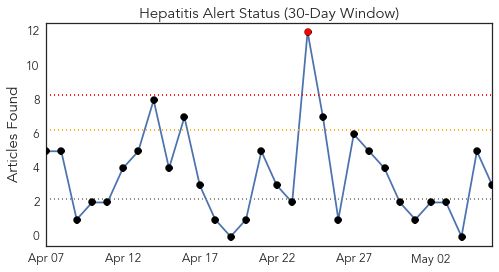 Hepatitis Alert Status (30-Day Window)
Articles Found
12
10
8
6
4
2
0
Apr 07 Apr 12 Apr 17 Apr 22 Apr 27 May 02